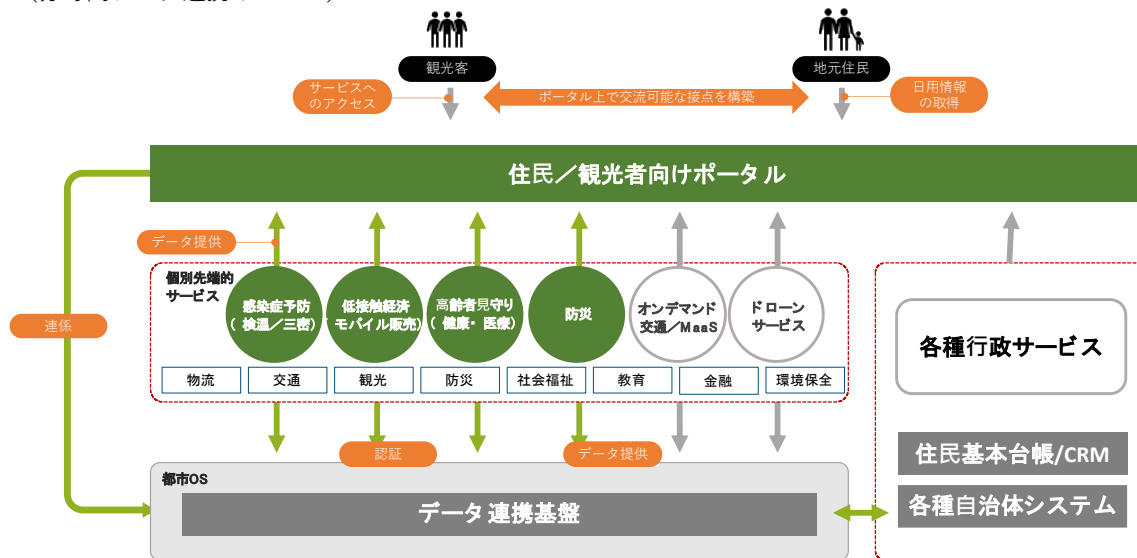 観光客
地元住民
サービスへ
のアクセス
ポータル上で交流可能な接点を構築
日用情報
の取得
住民／観光者向けポータル
データ提供
個別先端的
サービス
感染症予防
(検温／三密)
低接触経済
モバイル販売)
高齢者見守り
(健康・医療)
防災
オンデマンド
交通／MaaS
ドローン
サービス
連係
各種行政サービス
物流
交通
観光
防災
社会福祉
教育
金融
環境保全
認証
データ提供
住民基本台帳/CRM
都市OS
データ連携基盤
各種自治体システム